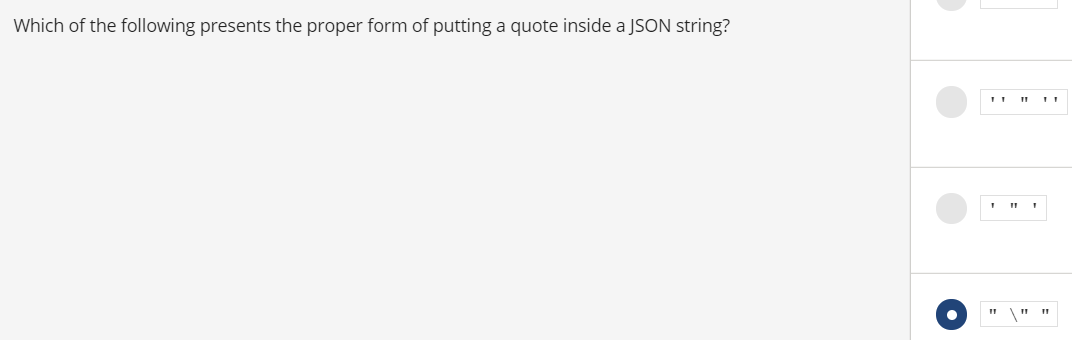 Which of the following presents the proper form of putting a quote inside a JSON string?
' ' " ' '
' " '
" \" "